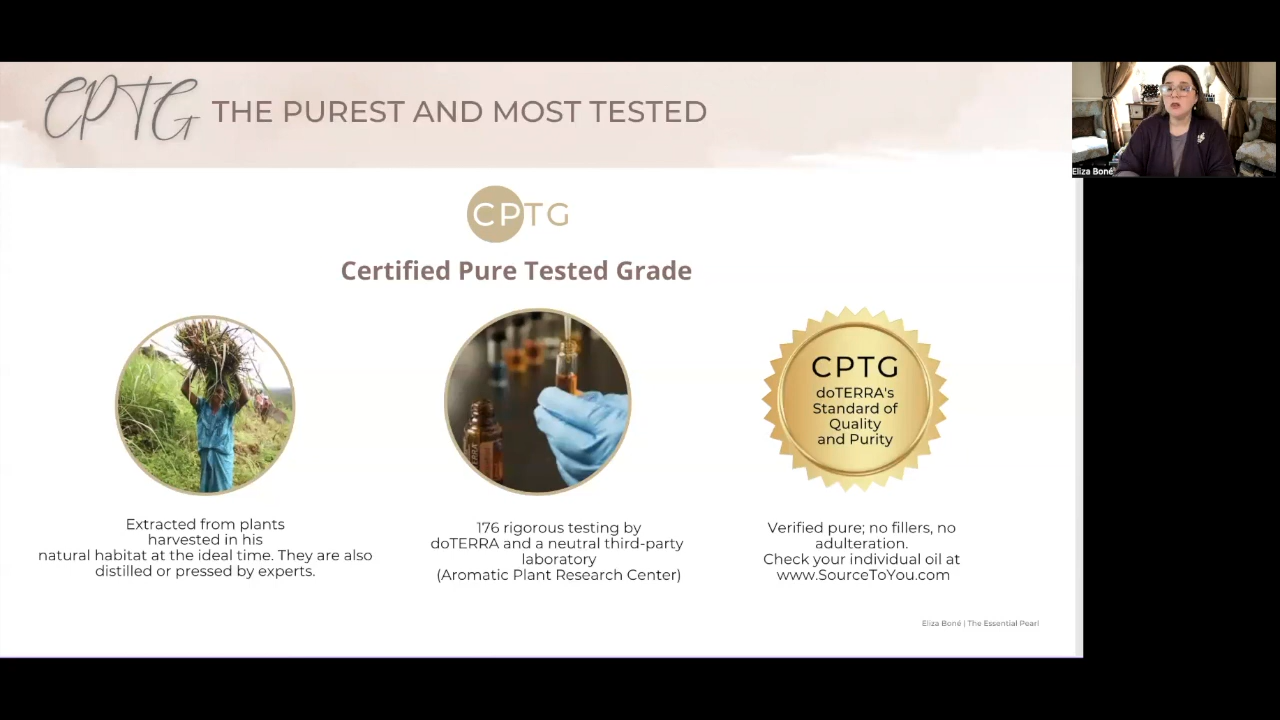 CPTG THE PUREST AND MOST TESTED
Eliza Boné
CPTG
Certified Pure Tested Grade
CPTG
doTERRA's
Standard of
Quality
and Purity
Extracted from plants
harvested in his
natural habitat at the ideal time. They are also
distilled or pressed by experts.
176 rigorous testing by
doTERRA and a neutral third-party
laboratory
(Aromatic Plant Research Center)
Verified pure; no fillers, no
adulteration.
Check your individual oil at
www.SourceToYou.com
Eliza Boné | The Essential Pearl